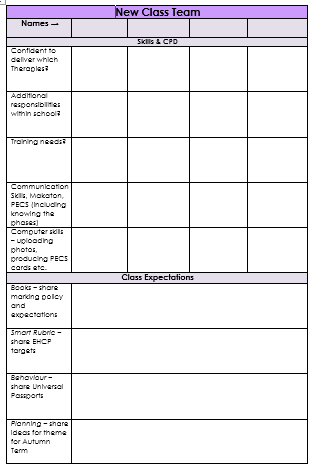 New Class Team
Names →
Skills & CPD
Confident to
deliver which
Therapies?
Additional
responsibilities
within school?
Training needs?
Communication
Skills, Makaton,
PECS (including
knowing the
phases)
Computer skills
– uploading
photos,
producing PECS
cards etc.
Class Expectations
Books – share
marking policy
and
expectations
Smart Rubric –
share EHCP
targets
Behaviour –
share Universal
Passports
Planning – share
ideas for theme
for Autumn
Term